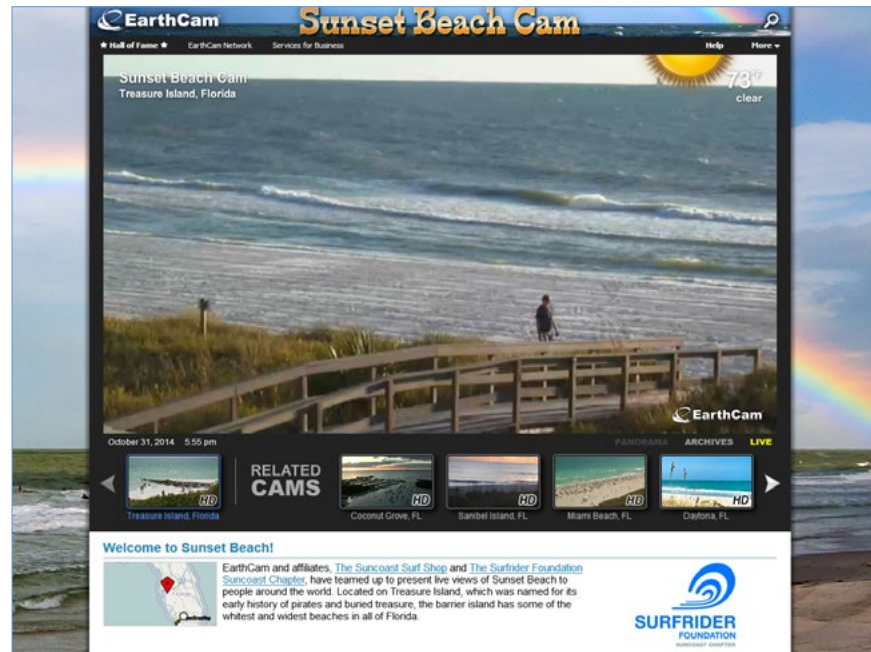 EarthCam
Sunset Beach Cam
★ Hall of Fame ★ EarthCam Network Services for Business Help More
Sunset Beach Cam
Treasure Island, Florida
73°F
clear
EarthCam
October 31, 2014 5:55 pm PANORAMA ARCHIVES LIVE
RELATED
CAMS
HD HD HD HD HD
Treasure Island, Florida Coconut Grove, FL Sanibel Island, FL Miami Beach, FL Daytona, FL
Welcome to Sunset Beach!
EarthCam and affiliates, The Suncoast Surf Shop and The Surfrider Foundation
Suncoast Chapter, have teamed up to present live views of Sunset Beach to
people around the world. Located on Treasure Island, which was named for its
early history of pirates and buried treasure, the barrier island has some of the
whitest and widest beaches in all of Florida.
SURFRIDER
FOUNDATION
SUNCOAST CHAPTER